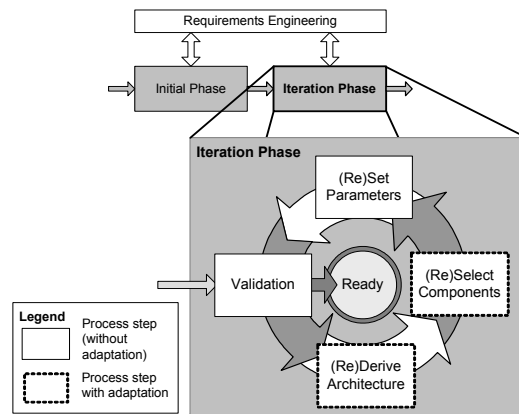 Requirements Engineering
Initial Phase
Iteration Phase
Iteration Phase
(Re)Set
Parameters
Validation
Ready
(Re)Select
Components
(Re)Derive
Architecture
Legend
Process step
(without
adaptation)
Process step
with adaptation